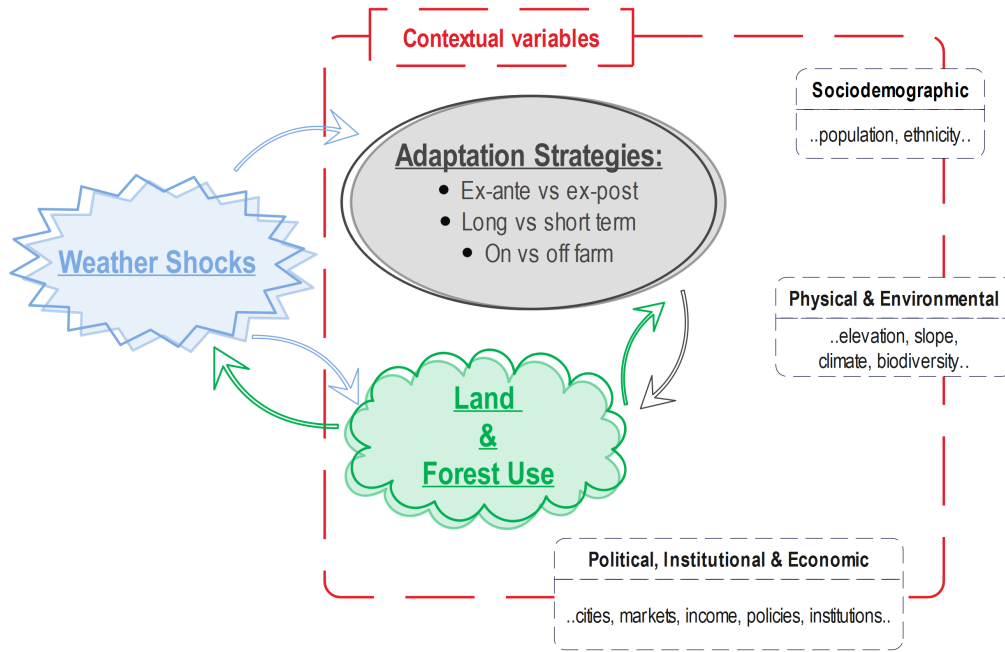 Contextual variables
Sociodemographic
..population, ethnicity..
Adaptation Strategies:
• Ex-ante vs ex-post
• Long vs short term
• On vs off farm
Weather Shocks
Physical & Environmental
..elevation, slope,
climate, biodiversity..
Land
&
Forest Use
Political, Institutional & Economic
..cities, markets, income, policies, institutions..